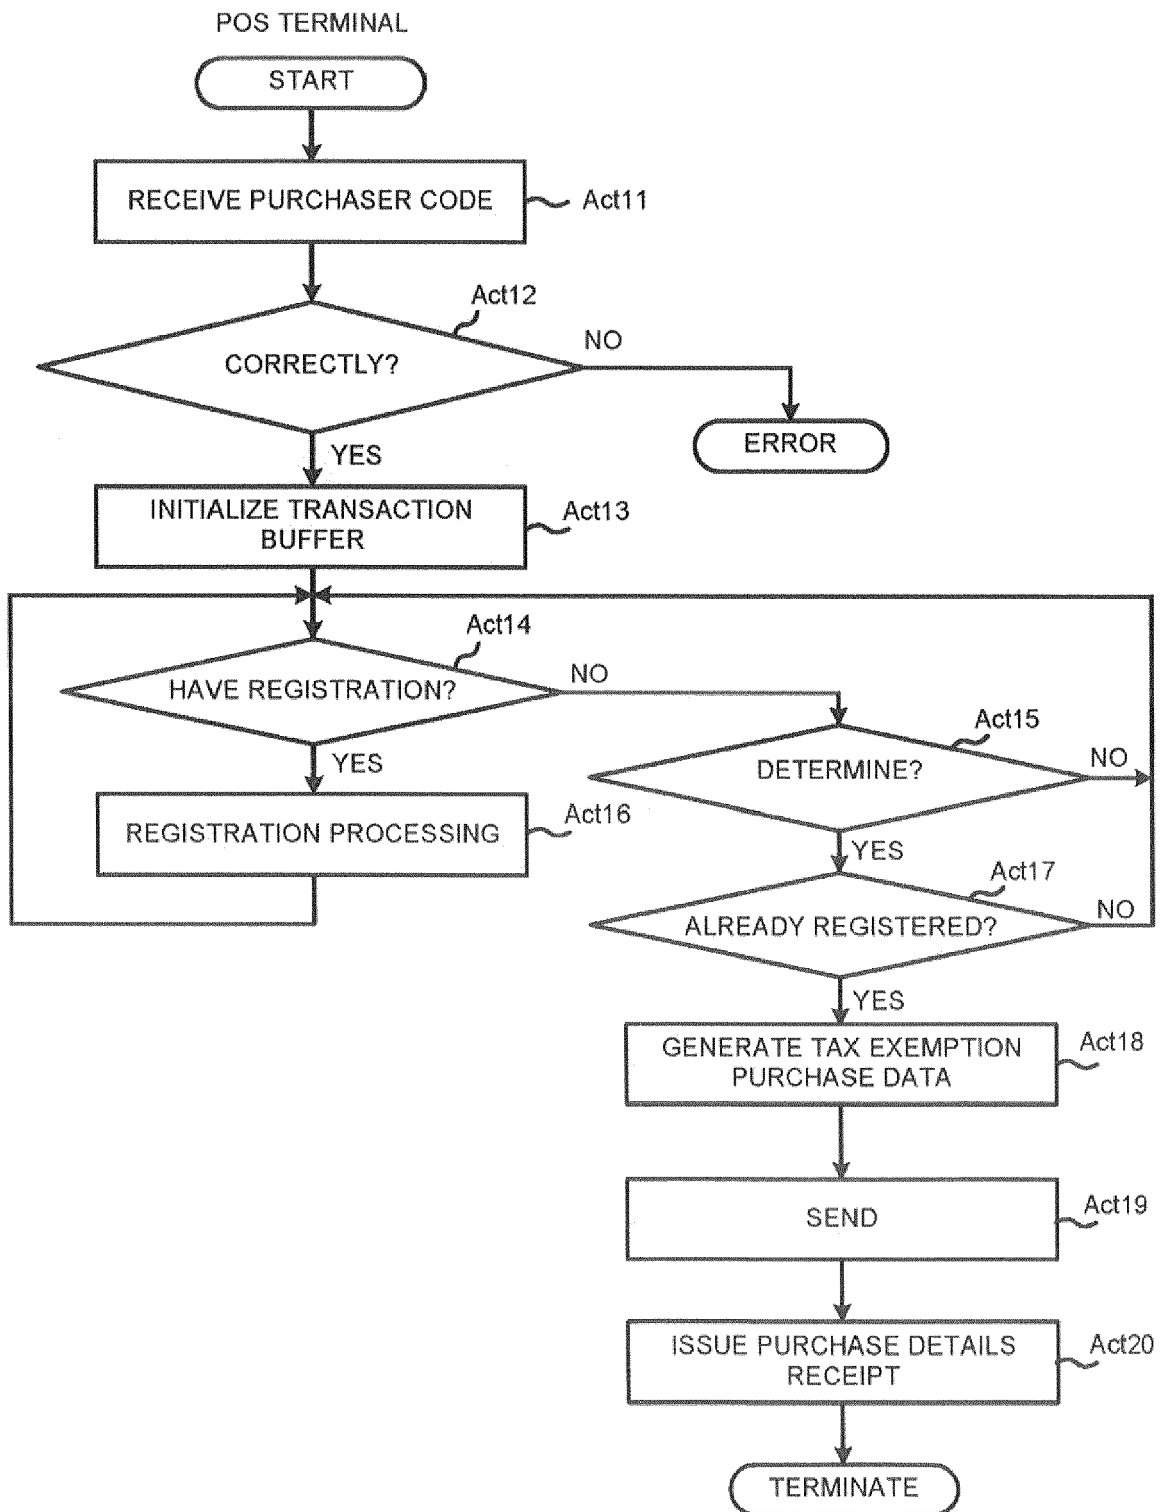 POS TERMINAL
START
RECEIVE PURCHASER CODE
Act11
Act12
CORRECTLY?
NO
ERROR
YES
INITIALIZE TRANSACTION
BUFFER
Act13
Act14
HAVE REGISTRATION?
NO
YES
Act15
DETERMINE?
NO
REGISTRATION PROCESSING
Act16
YES
Act17
ALREADY REGISTERED?
NO
YES
GENERATE TAX EXEMPTION
PURCHASE DATA
Act18
SEND
Act19
ISSUE PURCHASE DETAILS
RECEIPT
Act20
TERMINATE